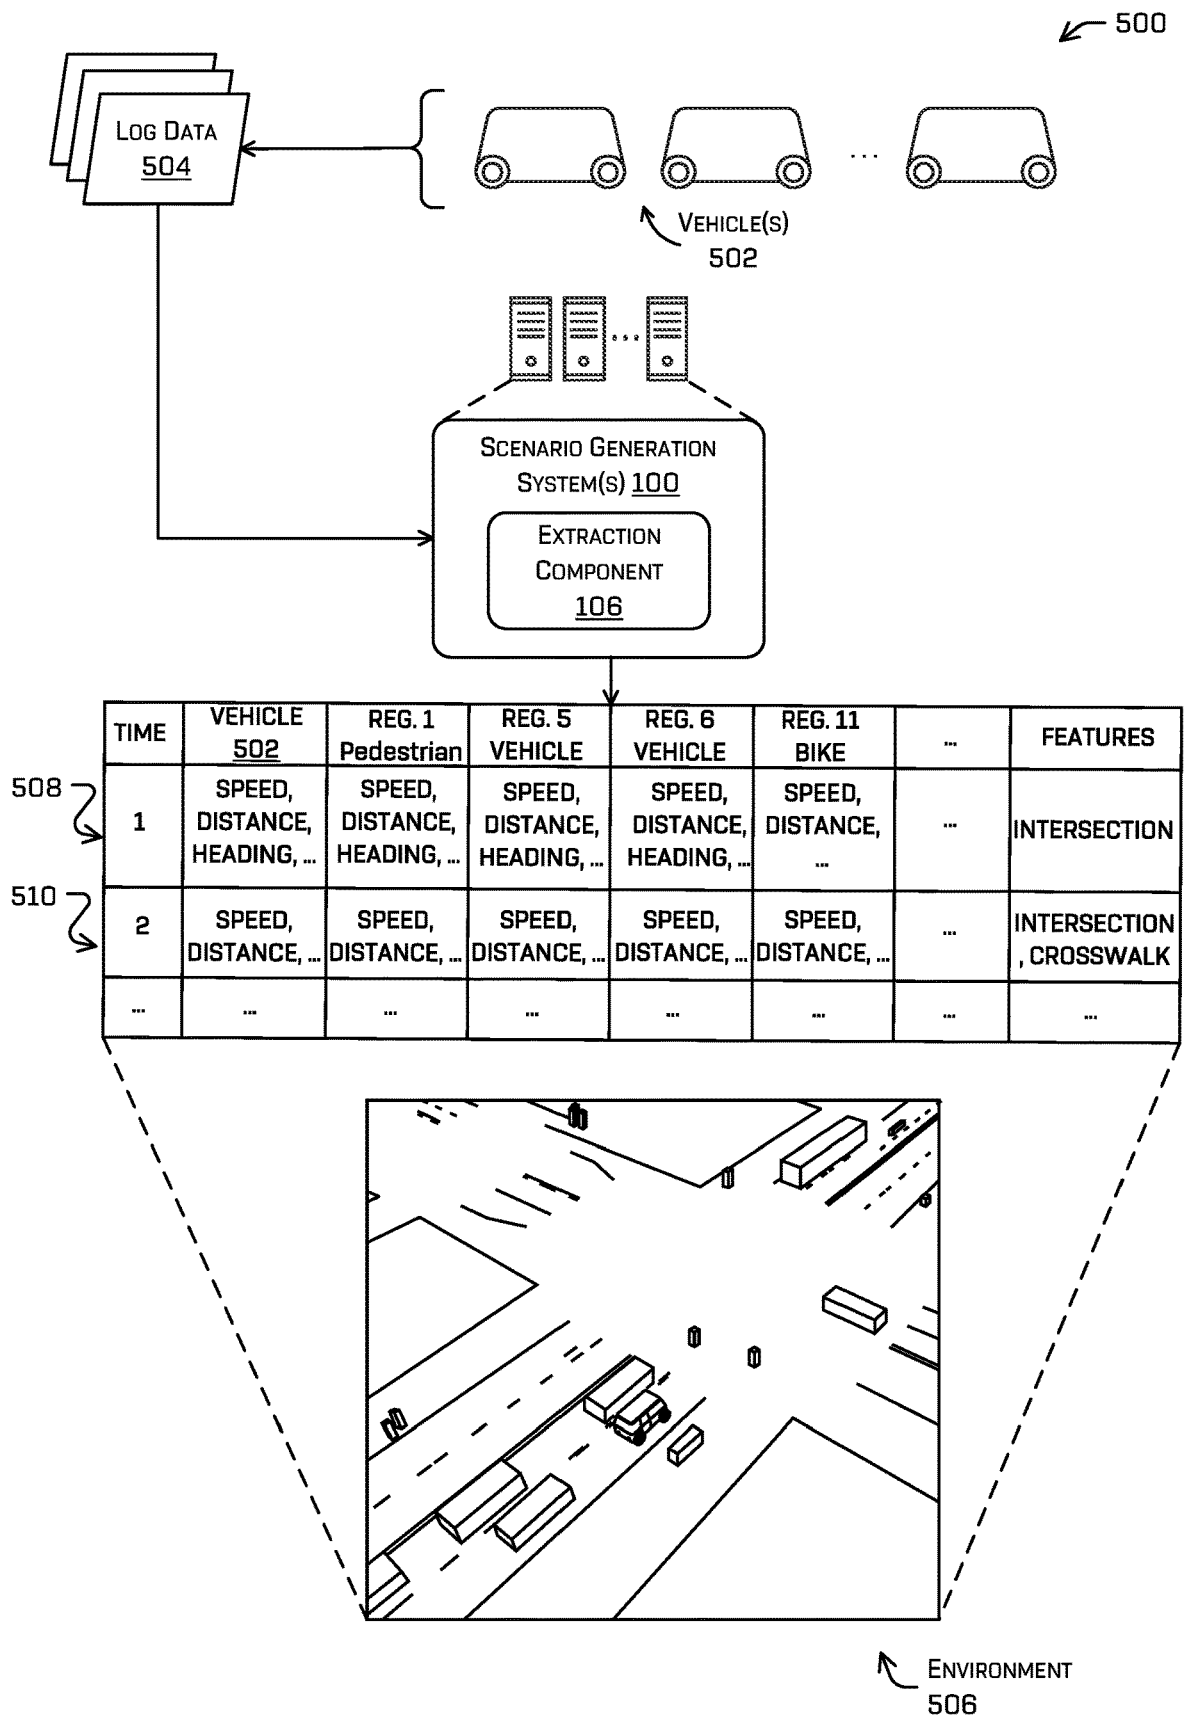 500
LOG DATA
504
VEHICLE(S)
502
...
...
SCENARIO GENERATION
SYSTEM(S) 100
EXTRACTION
COMPONENT
106
TIME
VEHICLE
502
REG. 1
Pedestrian
REG. 5
VEHICLE
REG. 6
VEHICLE
REG. 11
BIKE
...
FEATURES
508
1
SPEED,
DISTANCE,
HEADING, ...
SPEED,
DISTANCE,
HEADING, ...
SPEED,
DISTANCE,
HEADING, ...
SPEED,
DISTANCE,
HEADING, ...
SPEED,
DISTANCE,
...
...
INTERSECTION
510
2
SPEED,
DISTANCE, ...
SPEED,
DISTANCE, ...
SPEED,
DISTANCE, ...
SPEED,
DISTANCE, ...
SPEED,
DISTANCE, ...
...
INTERSECTION
, CROSSWALK
...
...
...
...
...
...
...
...
ENVIRONMENT
506